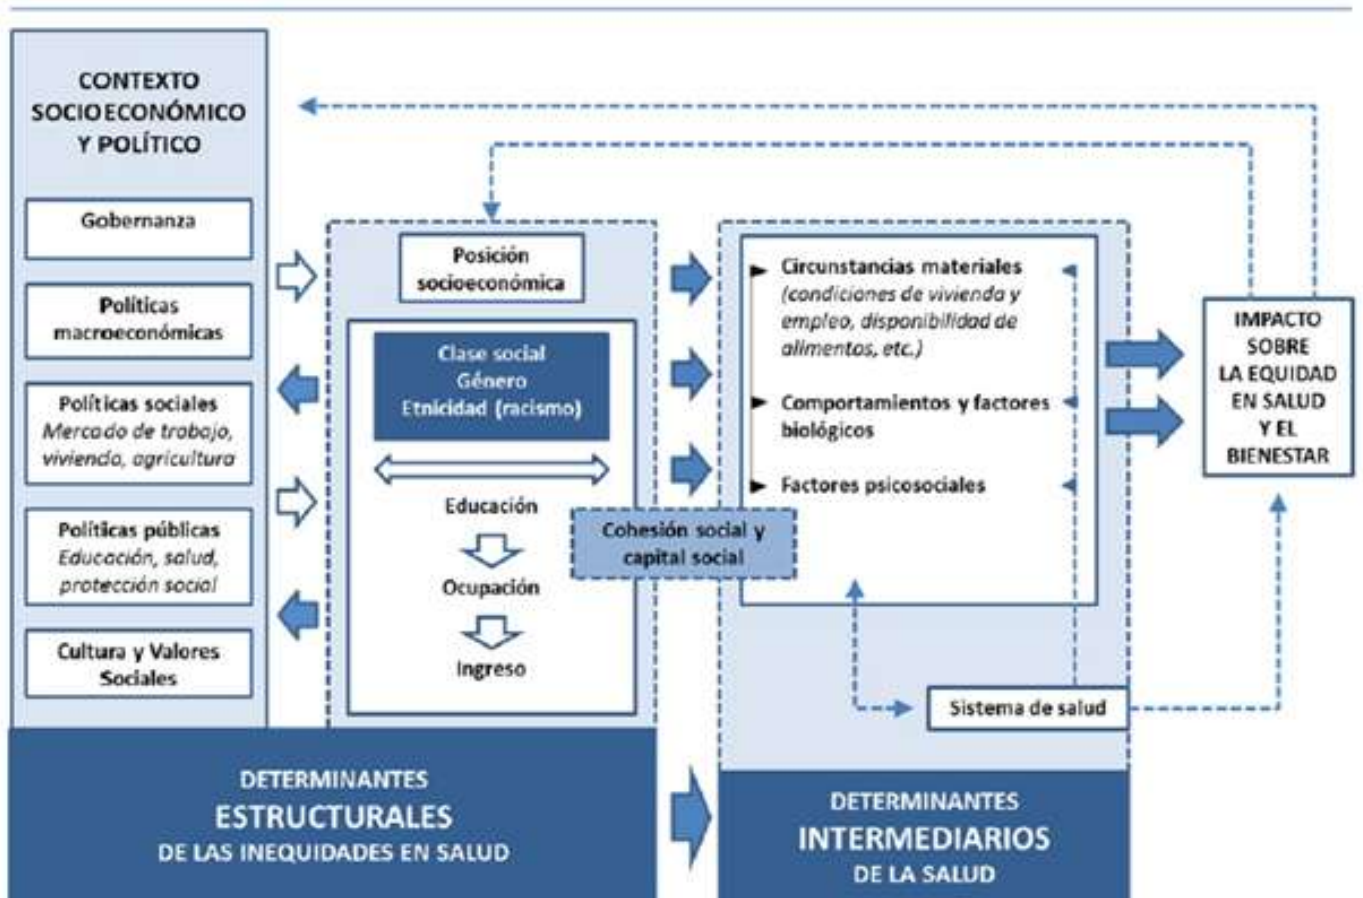 CONTEXTO
SOCIOECONÓMICO
Y POLÍTICO
Gobernanza
Políticas
macroeconómicas
Políticas sociales
Mercado de trabajo,
vivienda, agricultura
Políticas públicas
Educación, salud,
protección social
Cultura y Valores
Sociales
Posición
socioeconómica
Clase social
Género
Etnicidad (racismo)
Educación
Ocupación
Ingreso
Cohesión social y
capital social
Circunstancias materiales
(condiciones de vivienda y
empleo, disponibilidad de
alimentos, etc.)
Comportamientos y factores
biológicos
Factores psicosociales
Sistema de salud
IMPACTO
SOBRE
LA EQUIDAD
EN SALUD
Y EL
BIENESTAR
DETERMINANTES
ESTRUCTURALES
DE LAS INEQUIDADES EN SALUD
DETERMINANTES
INTERMEDIARIOS
DE LA SALUD